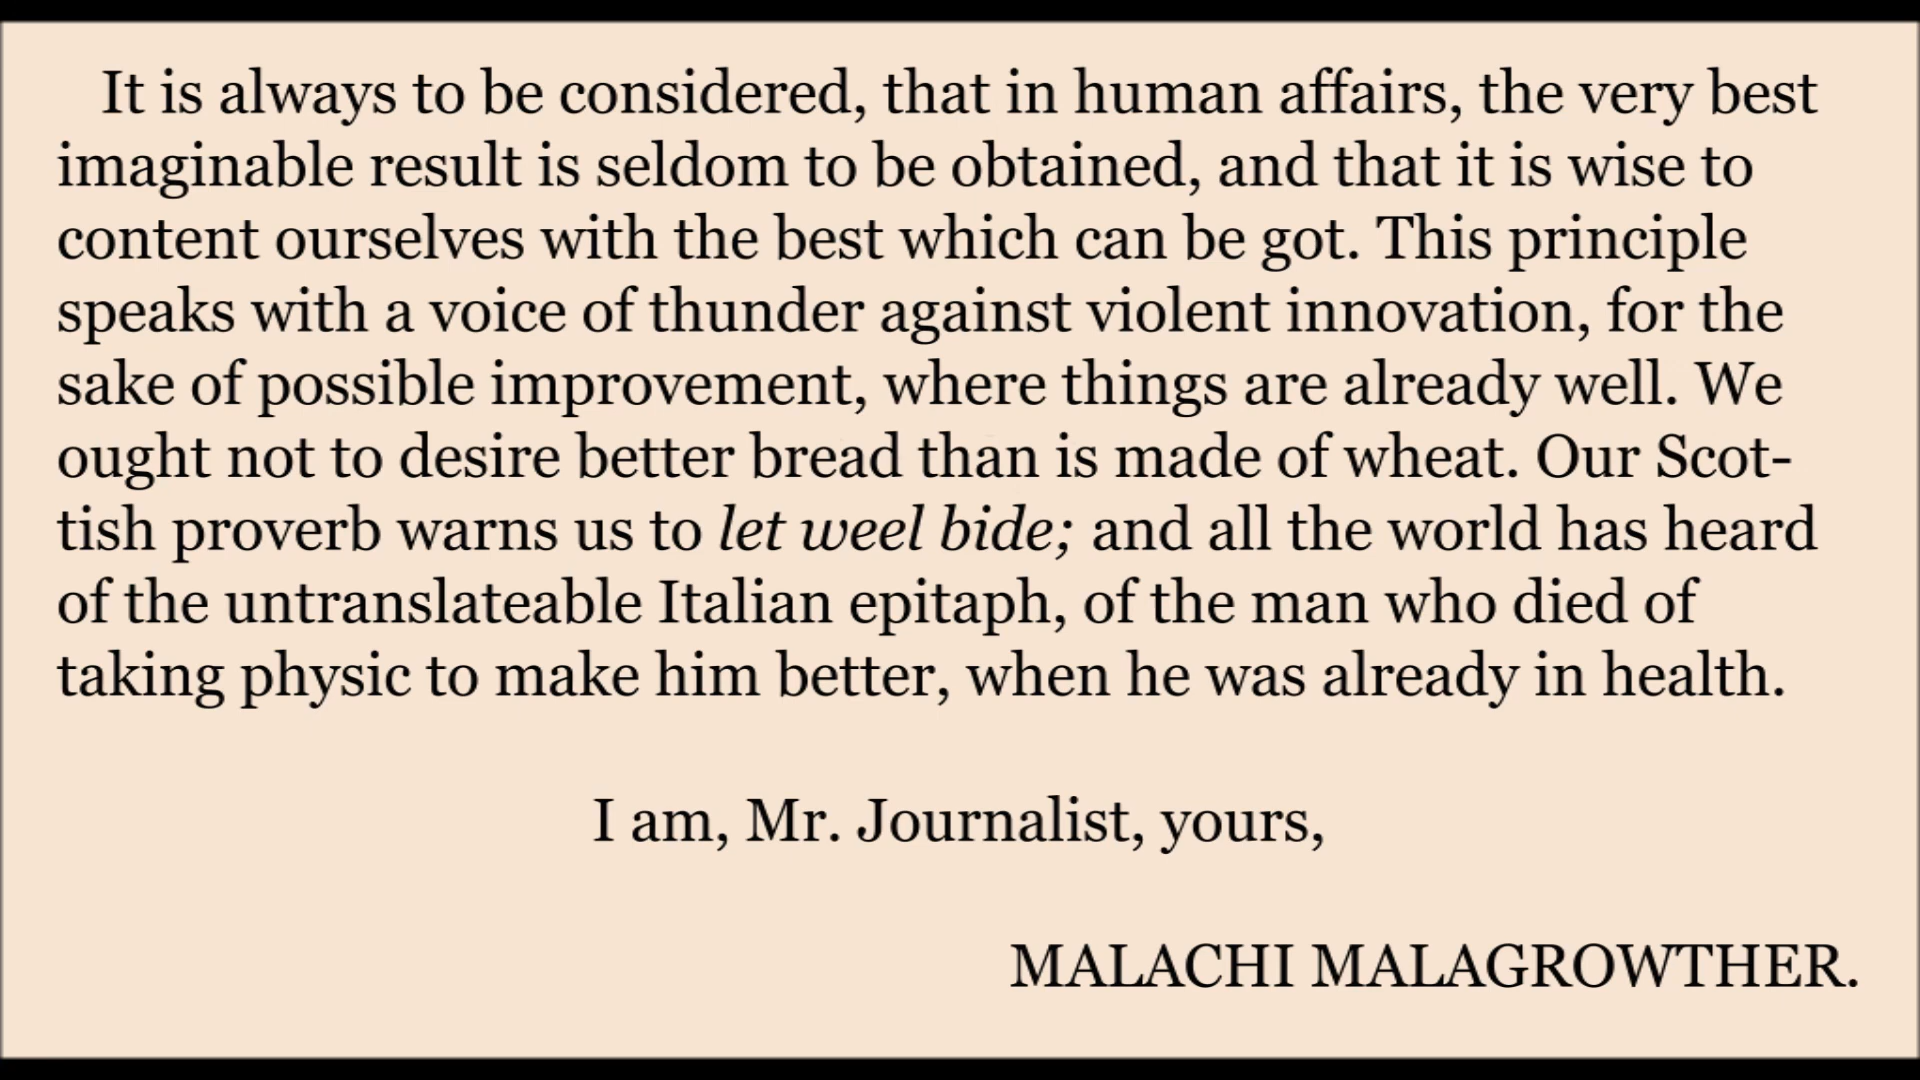 It is always to be considered, that in human affairs, the very best
imaginable result is seldom to be obtained, and that it is wise to
content ourselves with the best which can be got. This principle
speaks with a voice of thunder against violent innovation, for the
sake of possible improvement, where things are already well. We
ought not to desire better bread than is made of wheat. Our Scot-
tish proverb warns us to let weel bide; and all the world has heard
of the untranslateable Italian epitaph, of the man who died of
taking physic to make him better, when he was already in health.
I am, Mr. Journalist, yours,
MALACHI MALAGROWTHER.